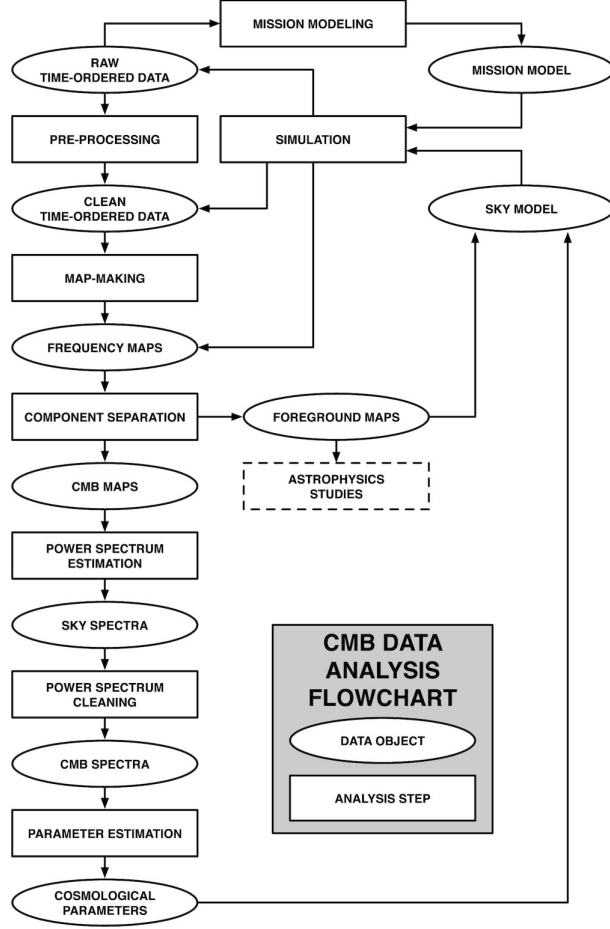 MISSION MODELING
RAW
TIME-ORDERED DATA
MISSION MODEL
PRE-PROCESSING
SIMULATION
CLEAN
TIME-ORDERED DATA
SKY MODEL
MAP-MAKING
FREQUENCY MAPS
COMPONENT SEPARATION
FOREGROUND MAPS
CMB MAPS
ASTROPHYSICS
STUDIES
POWER SPECTRUM
ESTIMATION
SKY SPECTRA
POWER SPECTRUM
CLEANING
CMB SPECTRA
PARAMETER ESTIMATION
COSMOLOGICAL
PARAMETERS
CMB DATA
ANALYSIS
FLOWCHART
DATA OBJECT
ANALYSIS STEP